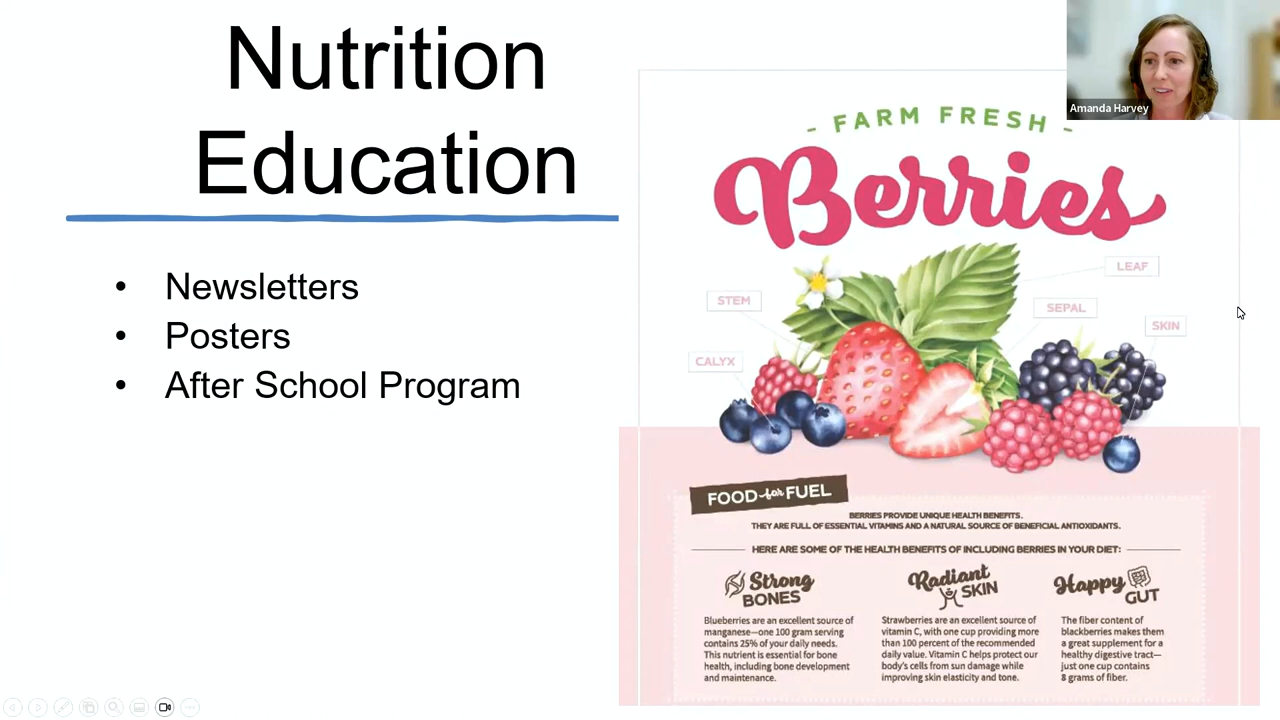 Nutrition
Education
• Newsletters
• Posters
• After School Program
Amanda Harvey
- FARM FRESH -
Berries
LEAF
STEM
SEPAL
SKIN
CALYX
FOOD for FUEL
BERRIES PROVIDE UNIQUE HEALTH BENEFITS.
THEY ARE FULL OF ESSENTIAL VITAMINS AND A NATURAL SOURCE OF BENEFICIAL ANTIOXIDANTS.
HERE ARE SOME OF THE HEALTH BENEFITS OF INCLUDING BERRIES IN YOUR DIET:
Strong
BONES
Blueberries are an excellent source of
manganese—one 100 gram serving
contains 25% of your daily needs.
This nutrient is essential for bone
health, including bone development
and maintenance.
Radiant
SKIN
Strawberries are an excellent source of
vitamin C, with one cup providing more
than 100 percent of the recommended
daily value. Vitamin C helps protect our
body's cells from sun damage while
improving skin elasticity and tone.
Happy
GUT
The fiber content of
blackberries makes them
a great supplement for a
healthy digestive tract—
just one cup contains
8 grams of fiber.